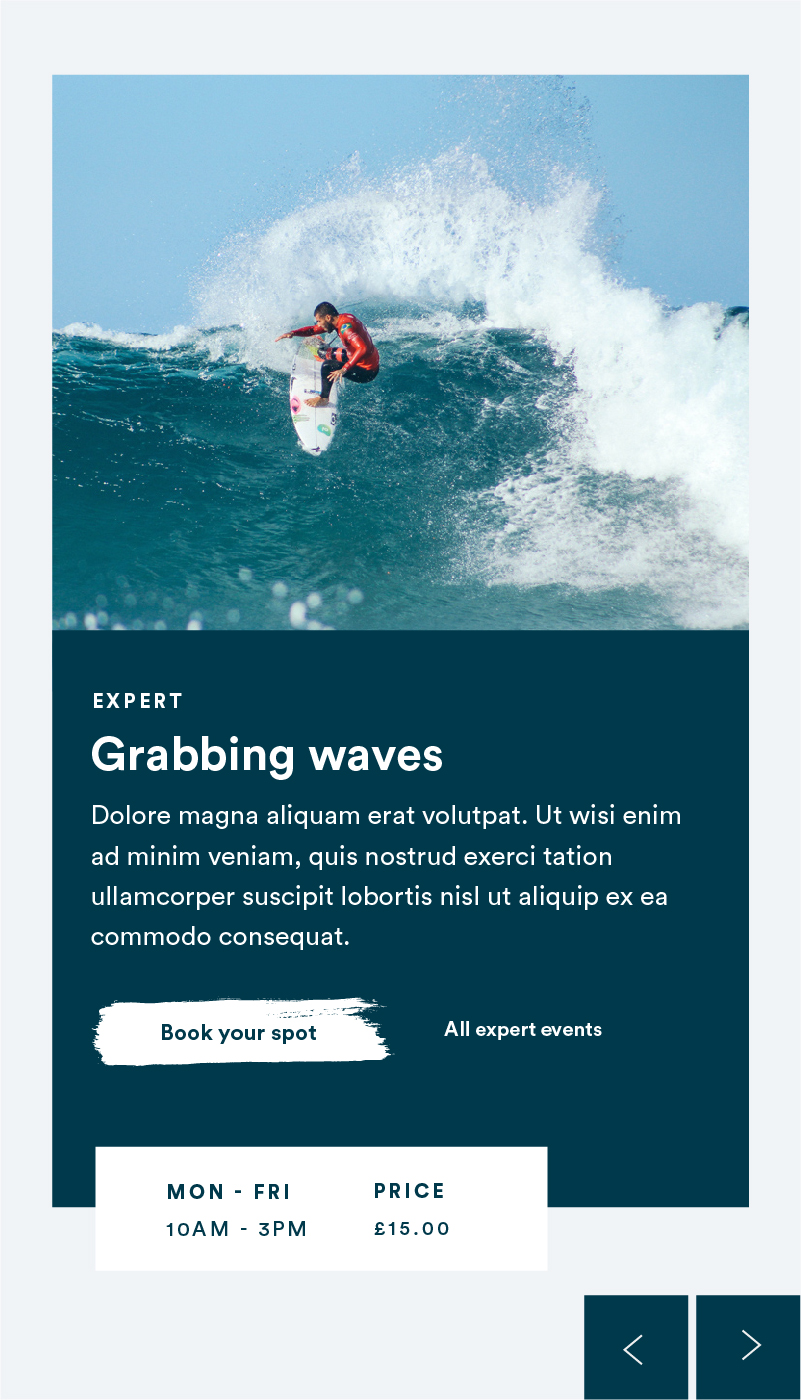 EXPERT
Grabbing waves
Dolore magna aliquam erat volutpat. Ut wisi enim
ad minim veniam, quis nostrud exerci tation
ullamcorper suscipit lobortis nisl ut aliquip ex ea
commodo consequat.
Book your spot
All expert events
MON - FRI
10AM - 3PM
PRICE
£15.00